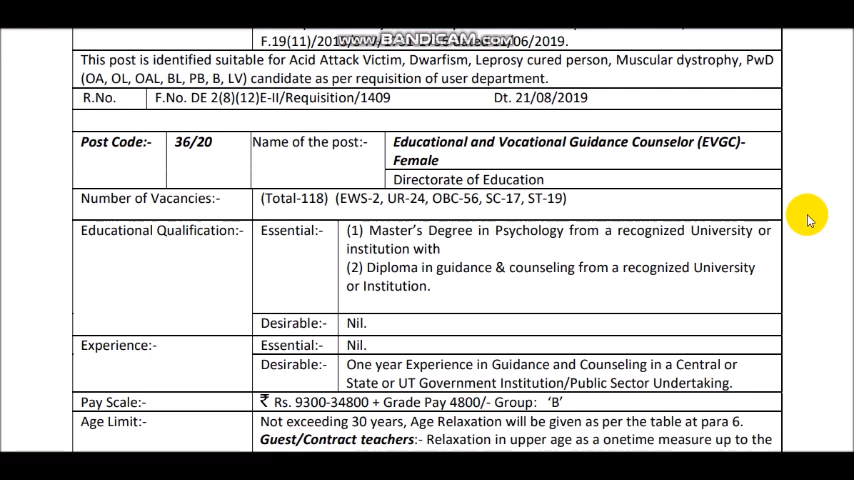 www.BANDICAM.com
F.19(11)/201 /06/2019.
This post is identified suitable for Acid Attack Victim, Dwarfism, Leprosy cured person, Muscular dystrophy, PwD
(OA, OL, OAL, BL, PB, B, LV) candidate as per requisition of user department.
R.No. F.No. DE 2(8)(12)E-II/Requisition/1409 Dt. 21/08/2019
Post Code:- 36/20 Name of the post:- Educational and Vocational Guidance Counselor (EVGC)-
Female
Directorate of Education
Number of Vacancies:- (Total-118) (EWS-2, UR-24, OBC-56, SC-17, ST-19)
Educational Qualification:- Essential:- (1) Master's Degree in Psychology from a recognized University or
institution with
(2) Diploma in guidance & counseling from a recognized University
or Institution.
Desirable:- Nil.
Experience:- Essential:- Nil.
Desirable:- One year Experience in Guidance and Counseling in a Central or
State or UT Government Institution/Public Sector Undertaking.
Pay Scale:- ₹ Rs. 9300-34800 + Grade Pay 4800/- Group: 'B'
Age Limit:- Not exceeding 30 years, Age Relaxation will be given as per the table at para 6.
Guest/Contract teachers:- Relaxation in upper age as a onetime measure up to the